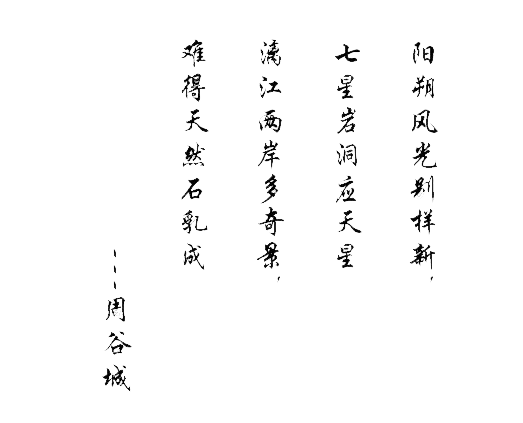 阳朔风光别样新，
七星岩洞应天星
漓江两岸多奇景，
难得天然石乳成
---周谷城